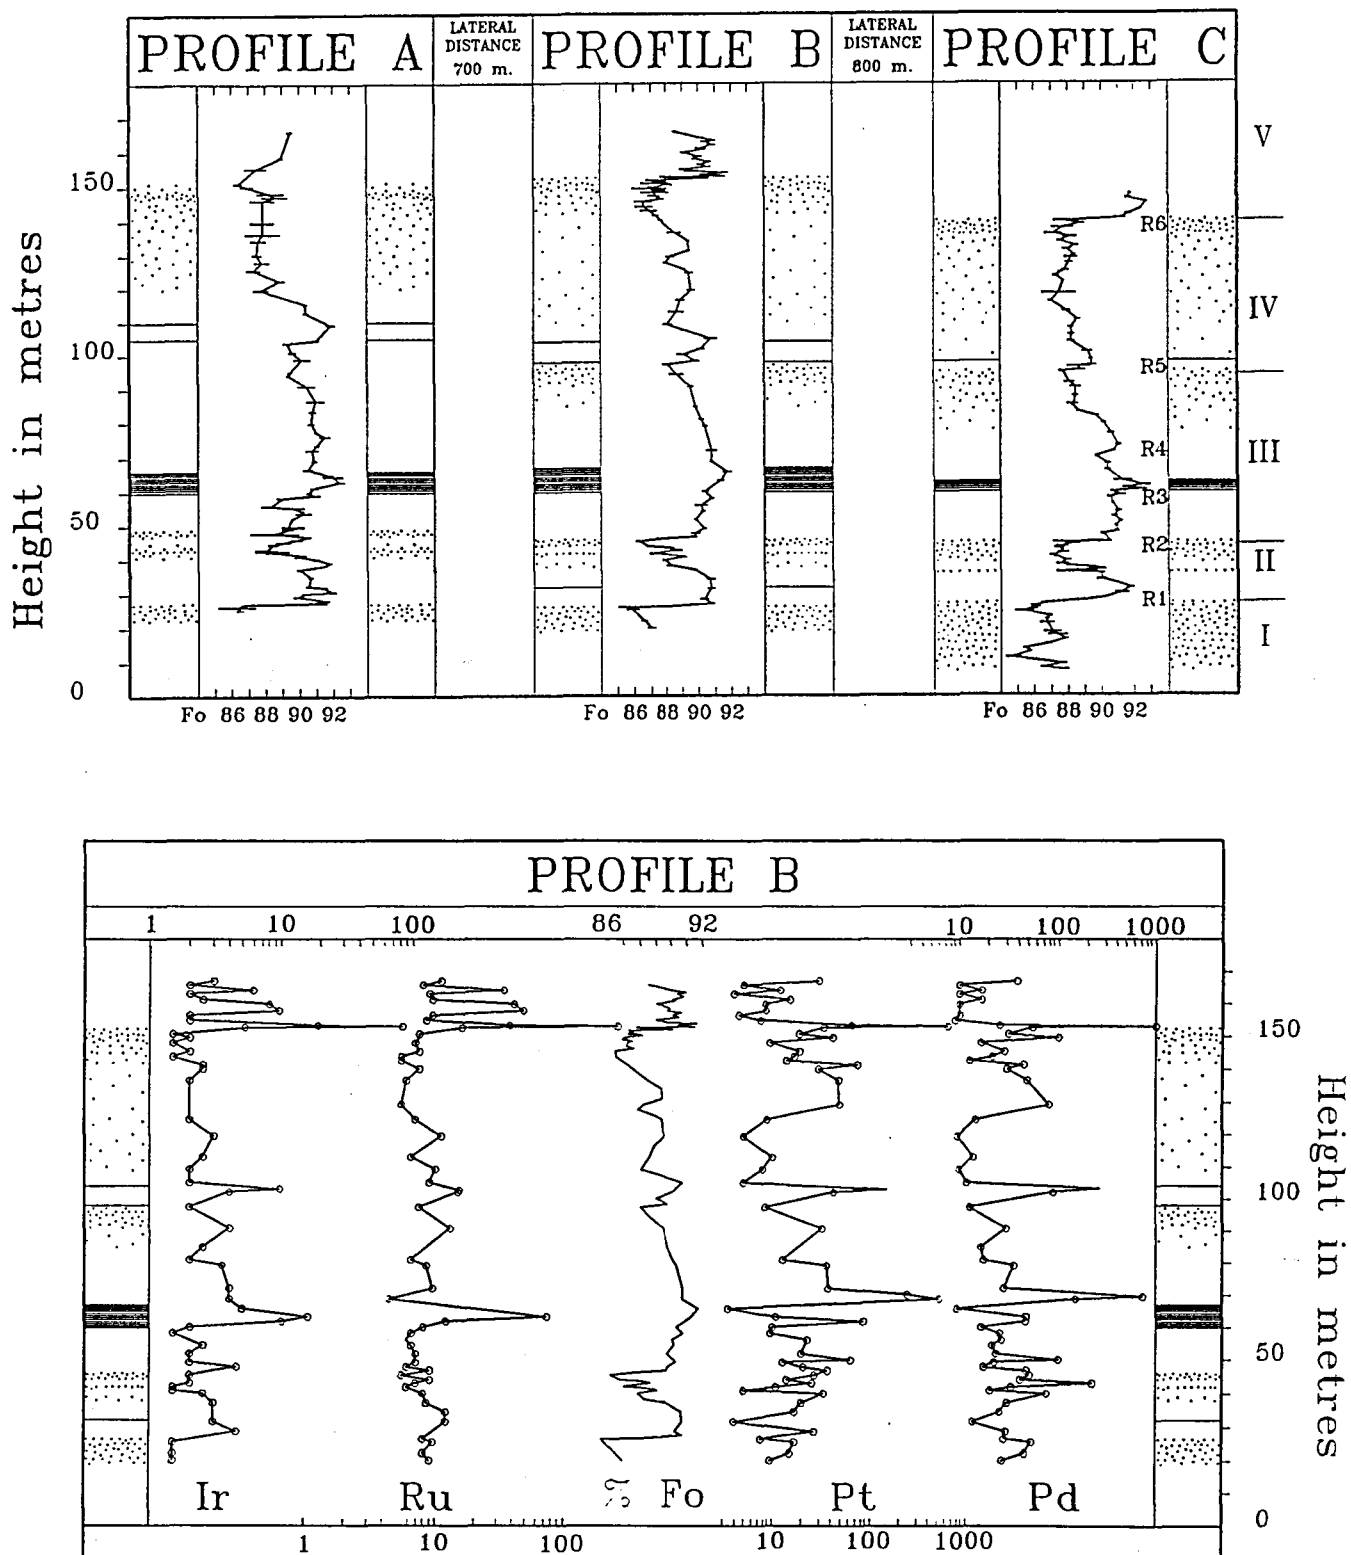 PROFILE A
LATERAL
DISTANCE
700 m.
PROFILE B
LATERAL
DISTANCE
800 m.
PROFILE C
Height in metres
150
100
50
0
V
IV
III
II
I
R6
R5
R4
R3
R2
R1
Fo 86 88 90 92
Fo 86 88 90 92
Fo 86 88 90 92
PROFILE B
1 10 100 86 92 10 100 1000
150
100
50
0
Height in metres
Ir Ru % Fo Pt Pd
1 10 100 10 100 1000